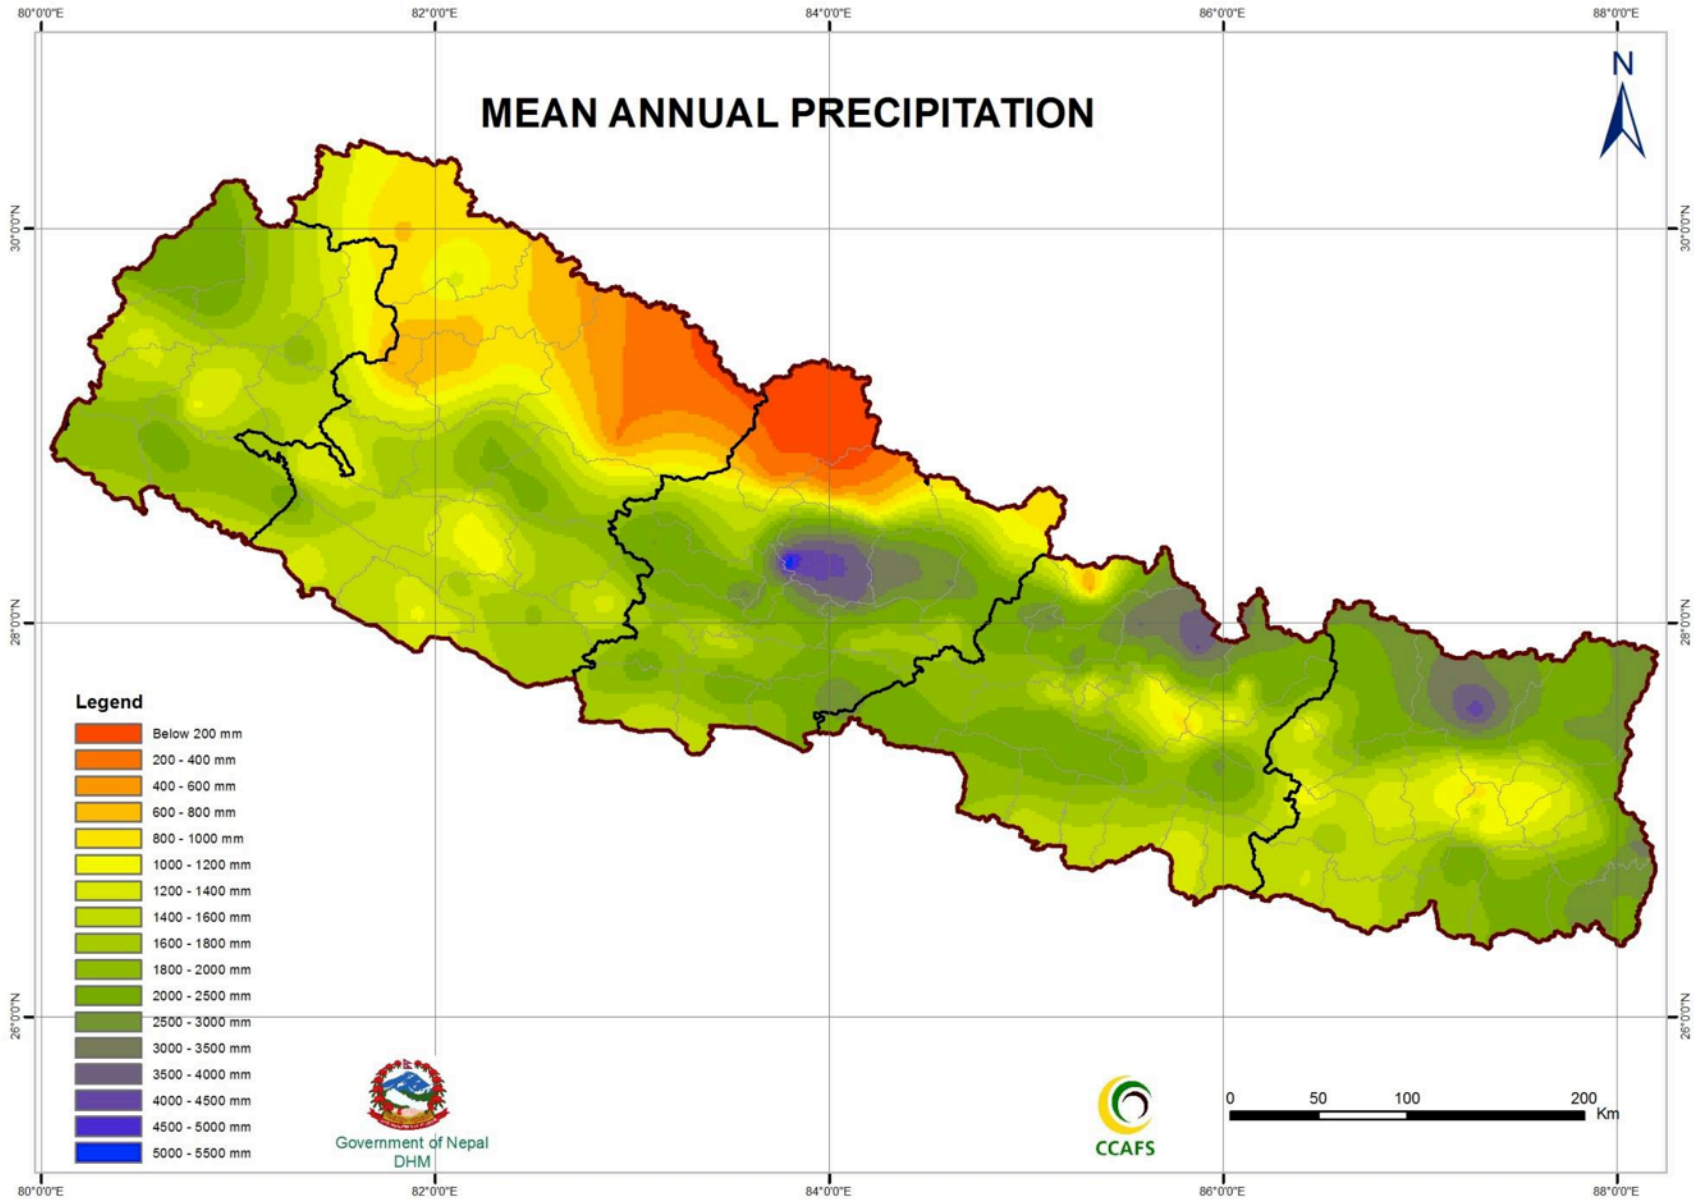 80°0'0"E 82°0'0"E 84°0'0"E 86°0'0"E 88°0'0"E
N
MEAN ANNUAL PRECIPITATION
30°0'0"N 30°0'0"N
28°0'0"N 28°0'0"N
Legend
Below 200 mm
200 - 400 mm
400 - 600 mm
600 - 800 mm
800 - 1000 mm
1000 - 1200 mm
1200 - 1400 mm
1400 - 1600 mm
1600 - 1800 mm
1800 - 2000 mm
2000 - 2500 mm
2500 - 3000 mm
3000 - 3500 mm
3500 - 4000 mm
4000 - 4500 mm
4500 - 5000 mm
5000 - 5500 mm
26°0'0"N 26°0'0"N
Government of Nepal
DHM
CCAFS
0 50 100 200
Km
80°0'0"E 82°0'0"E 84°0'0"E 86°0'0"E 88°0'0"E